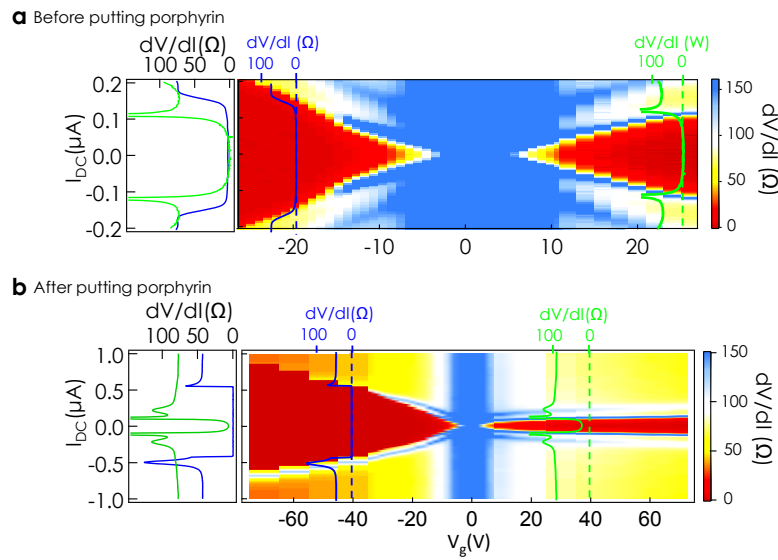 a Before putting porphyrin
dV/dI(Ω)
100 50 0
dV/dI (Ω)
100 0
dV/dI (W)
100 0
I_DC(μA)
0.2
0.1
0.0
-0.1
-0.2
-20 -10 0 10 20
150
100
50
0
dV/dI (Ω)
b After putting porphyrin
dV/dI(Ω)
100 50 0
dV/dI(Ω)
100 0
dV/dI(Ω)
100 0
I_DC(μA)
1.0
0.5
0.0
-0.5
-1.0
-60 -40 -20 0 20 40 60
V_g(V)
150
100
50
0
dV/dI (Ω)